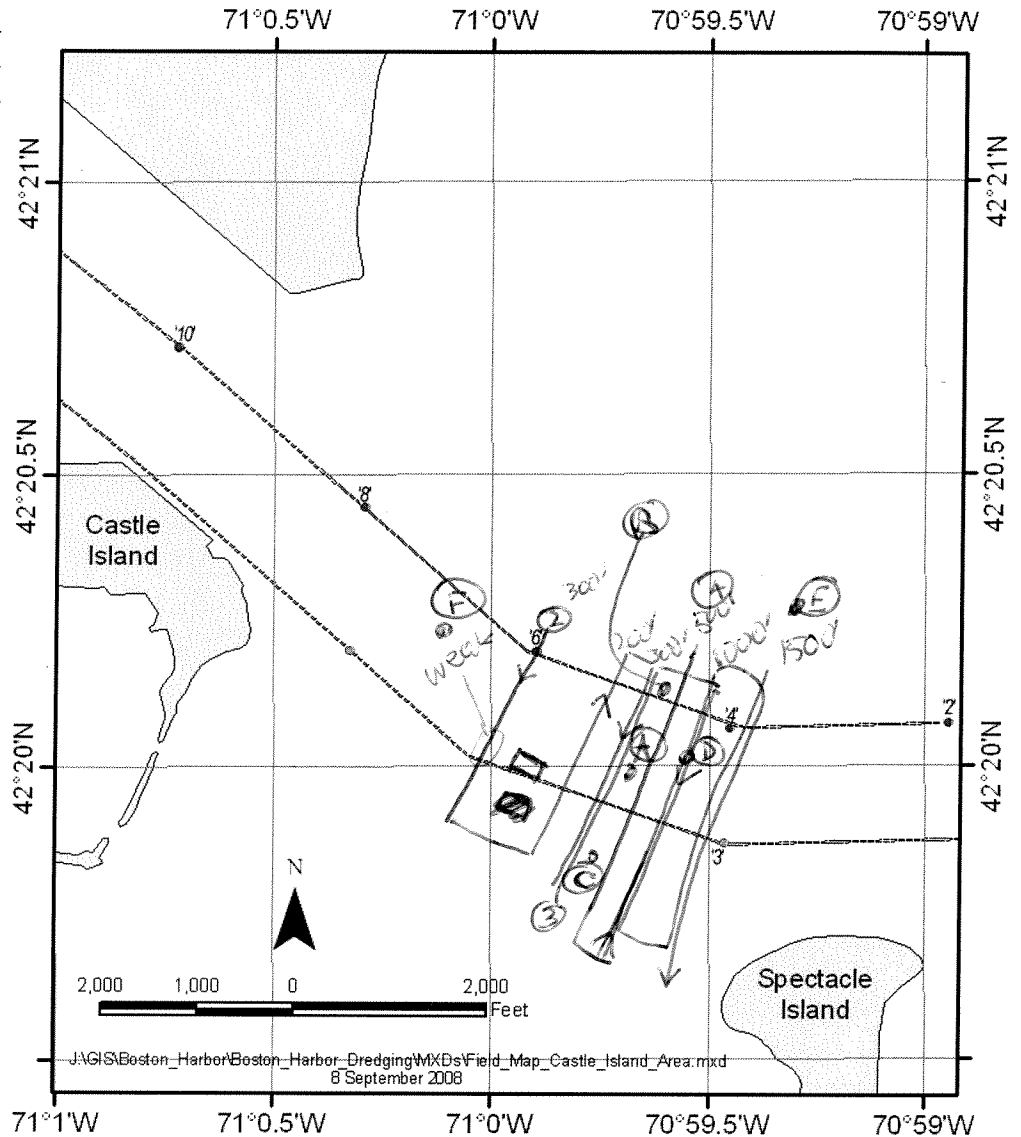 71°0.5'W 71°0'W 70°59.5'W 70°59'W
42°21'N
42°21'N
'10'
42°20.5'N
42°20.5'N
'8'
Castle
Island
B
F
2
300'
E
'6'
weak
500'
1000'
1500'
'4'
'2'
A
D
42°20'N
42°20'N
'3'
C
3
N
2,000 1,000 0 2,000
Feet
Spectacle
Island
J:\GIS\Boston_Harbor\Boston_Harbor_Dredging\MXDs\Field_Map_Castle_Island_Area.mxd
8 September 2008
71°1'W 71°0.5'W 71°0'W 70°59.5'W 70°59'W